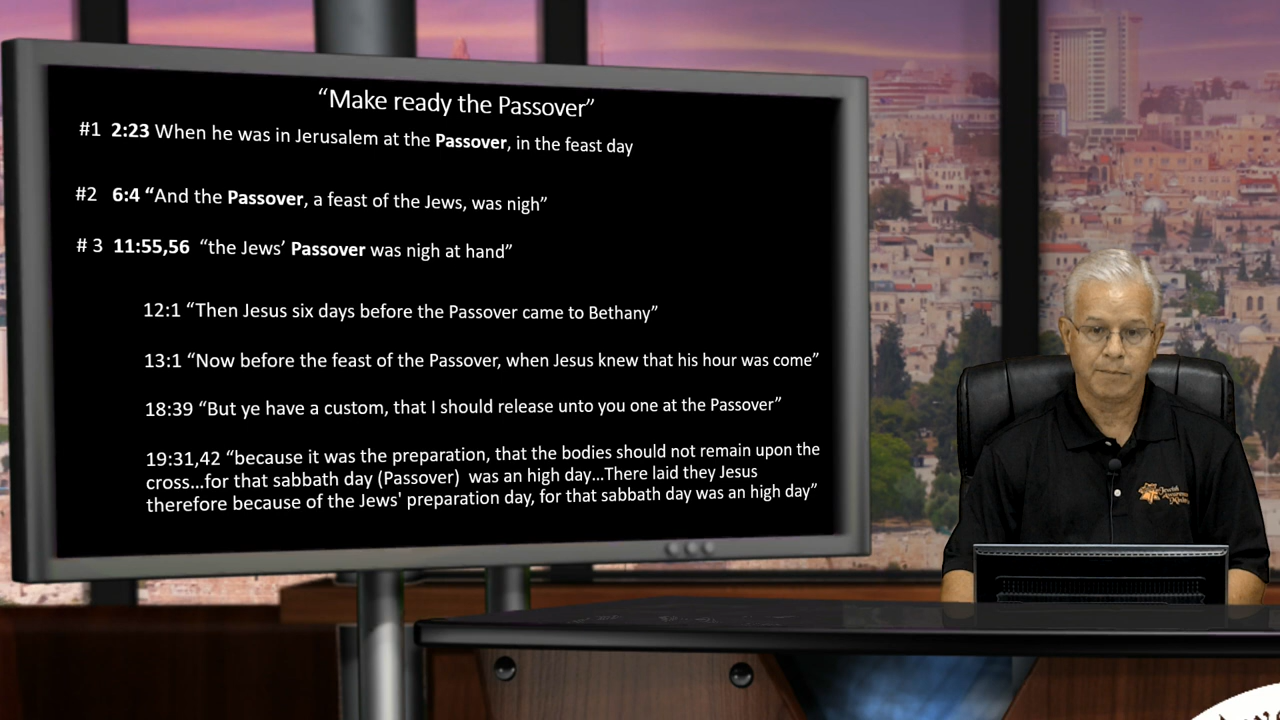 “Make ready the Passover”
#1 2:23 When he was in Jerusalem at the Passover, in the feast day
#2 6:4 “And the Passover, a feast of the Jews, was nigh”
# 3 11:55,56 “the Jews’ Passover was nigh at hand”
12:1 “Then Jesus six days before the Passover came to Bethany”
13:1 “Now before the feast of the Passover, when Jesus knew that his hour was come”
18:39 “But ye have a custom, that I should release unto you one at the Passover”
19:31,42 “because it was the preparation, that the bodies should not remain upon the
cross...for that sabbath day (Passover) was an high day...There laid they Jesus
therefore because of the Jews' preparation day, for that sabbath day was an high day”
Jewish
Awareness